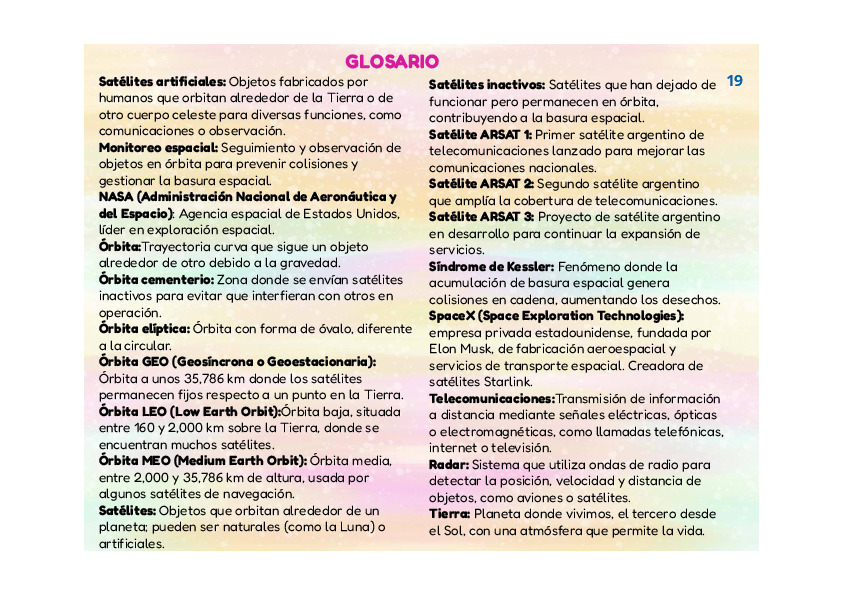 GLOSARIO
19
Satélites artificiales: Objetos fabricados por
humanos que orbitan alrededor de la Tierra o de
otro cuerpo celeste para diversas funciones, como
comunicaciones o observación.
Monitoreo espacial: Seguimiento y observación de
objetos en órbita para prevenir colisiones y
gestionar la basura espacial.
NASA (Administración Nacional de Aeronáutica y
del Espacio): Agencia espacial de Estados Unidos,
líder en exploración espacial.
Órbita:Trayectoria curva que sigue un objeto
alrededor de otro debido a la gravedad.
Órbita cementerio: Zona donde se envían satélites
inactivos para evitar que interfieran con otros en
operación.
Órbita elíptica: Órbita con forma de óvalo, diferente
a la circular.
Órbita GEO (Geosíncrona o Geoestacionaria):
Órbita a unos 35,786 km donde los satélites
permanecen fijos respecto a un punto en la Tierra.
Órbita LEO (Low Earth Orbit):Órbita baja, situada
entre 160 y 2,000 km sobre la Tierra, donde se
encuentran muchos satélites.
Órbita MEO (Medium Earth Orbit): Órbita media,
entre 2,000 y 35,786 km de altura, usada por
algunos satélites de navegación.
Satélites: Objetos que orbitan alrededor de un
planeta; pueden ser naturales (como la Luna) o
artificiales.
Satélites inactivos: Satélites que han dejado de
funcionar pero permanecen en órbita,
contribuyendo a la basura espacial.
Satélite ARSAT 1: Primer satélite argentino de
telecomunicaciones lanzado para mejorar las
comunicaciones nacionales.
Satélite ARSAT 2: Segundo satélite argentino
que amplía la cobertura de telecomunicaciones.
Satélite ARSAT 3: Proyecto de satélite argentino
en desarrollo para continuar la expansión de
servicios.
Síndrome de Kessler: Fenómeno donde la
acumulación de basura espacial genera
colisiones en cadena, aumentando los desechos.
SpaceX (Space Exploration Technologies):
empresa privada estadounidense, fundada por
Elon Musk, de fabricación aeroespacial y
servicios de transporte espacial. Creadora de
satélites Starlink.
Telecomunicaciones:Transmisión de información
a distancia mediante señales eléctricas, ópticas
o electromagnéticas, como llamadas telefónicas,
internet o televisión.
Radar: Sistema que utiliza ondas de radio para
detectar la posición, velocidad y distancia de
objetos, como aviones o satélites.
Tierra: Planeta donde vivimos, el tercero desde
el Sol, con una atmósfera que permite la vida.